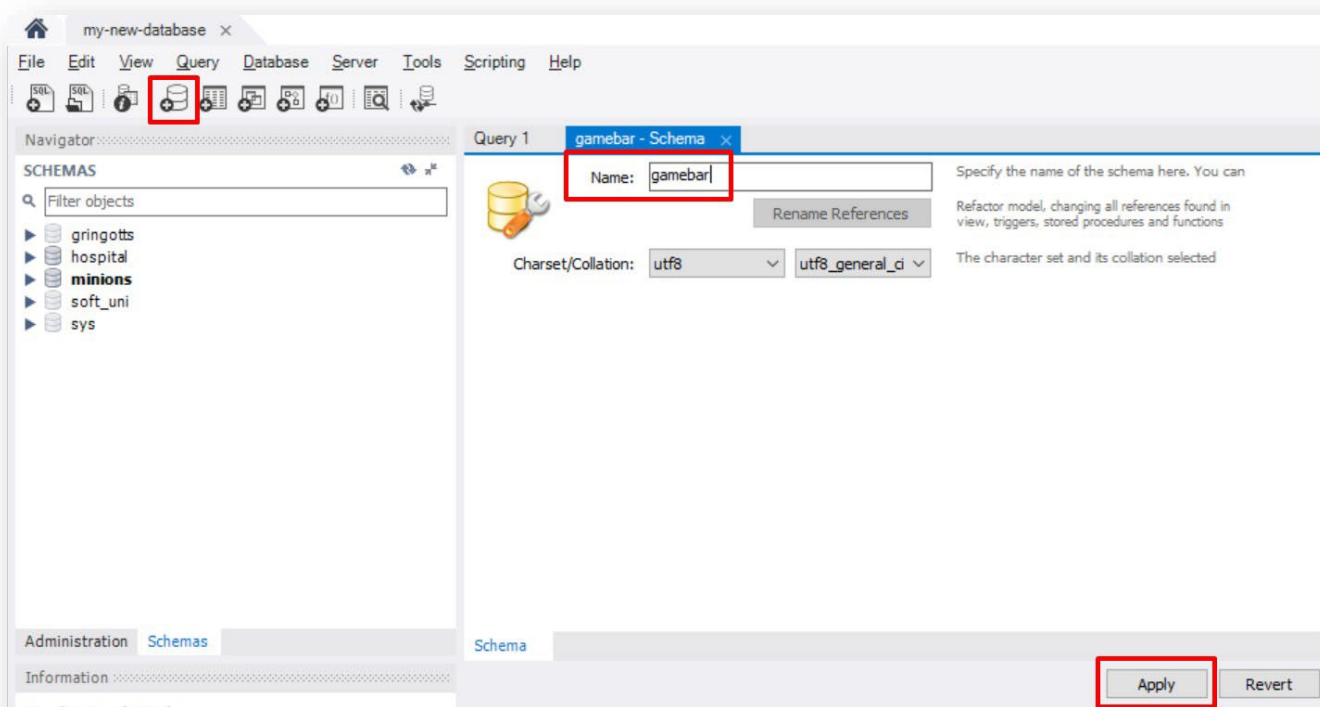 my-new-database ×
File Edit View Query Database Server Tools Scripting Help
SQL SQL
Navigator
SCHEMAS
Filter objects
gringotts
hospital
minions
soft_uni
sys
Administration Schemas
Information
Query 1 gamebar - Schema ×
Name: gamebar
Specify the name of the schema here. You can
Rename References
Refactor model, changing all references found in
view, triggers, stored procedures and functions
Charset/Collation: utf8 utf8_general_ci
The character set and its collation selected
Schema
Apply Revert